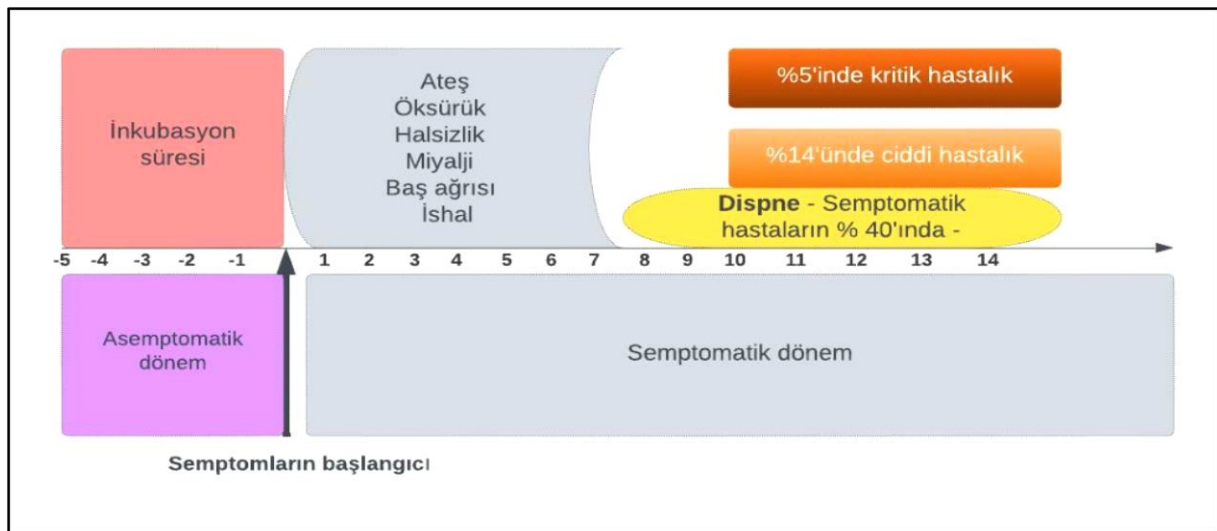 İnkubasyon
süresi
Ateş
Öksürük
Halsizlik
Miyalji
Baş ağrısı
İshal
%5'inde kritik hastalık
%14'ünde ciddi hastalık
Dispne - Semptomatik
hastaların % 40'ında -
-5 -4 -3 -2 -1 1 2 3 4 5 6 7 8 9 10 11 12 13 14
Asemptomatik
dönem
Semptomatik dönem
Semptomların başlangıcı